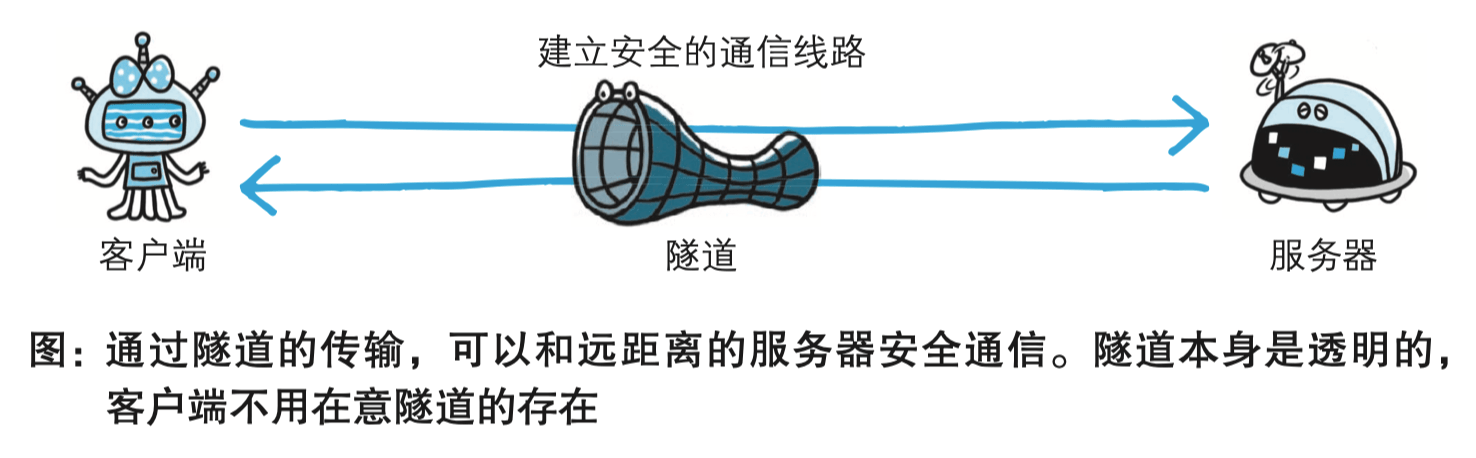 建立安全的通信线路
客户端
隧道
服务器
图：通过隧道的传输，可以和远距离的服务器安全通信。隧道本身是透明的，
客户端不用在意隧道的存在